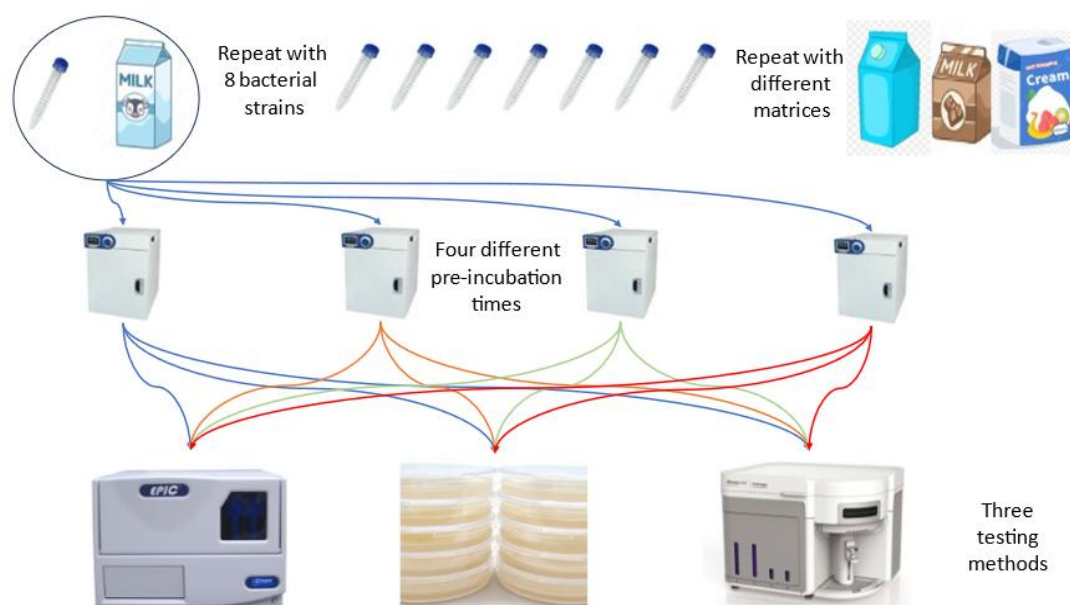 MILK
Repeat with
8 bacterial
strains
Repeat with
different
matrices
MILK
Cream
Four different
pre-incubation
times
EPIC
Three
testing
methods